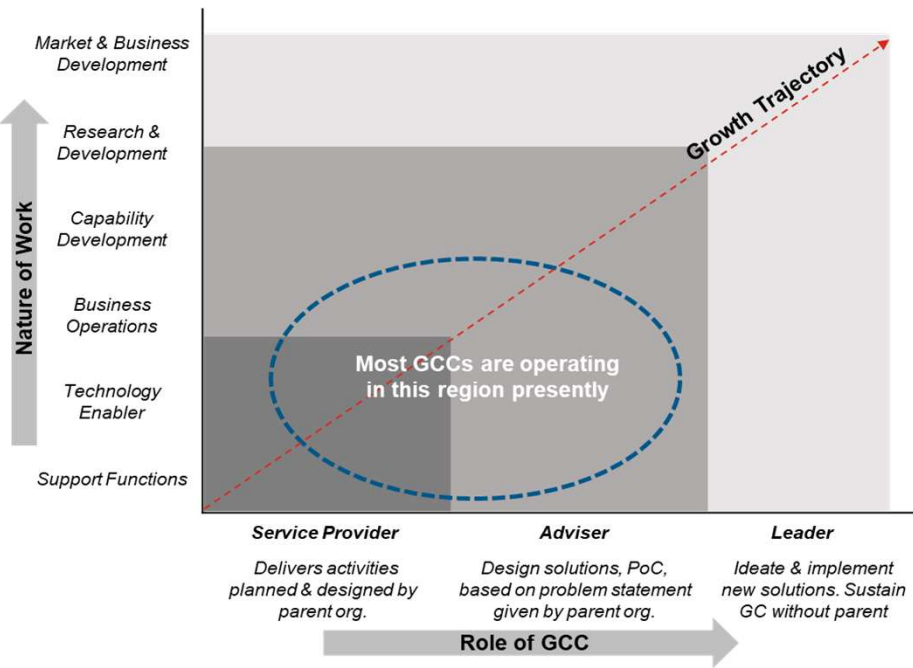 Market & Business
Development
Research &
Development
Capability
Development
Business
Operations
Technology
Enabler
Support Functions
Nature of Work
Growth Trajectory
Most GCCs are operating
in this region presently
Service Provider
Delivers activities
planned & designed by
parent org.
Adviser
Design solutions, PoC,
based on problem statement
given by parent org.
Leader
Ideate & implement
new solutions. Sustain
GC without parent
Role of GCC